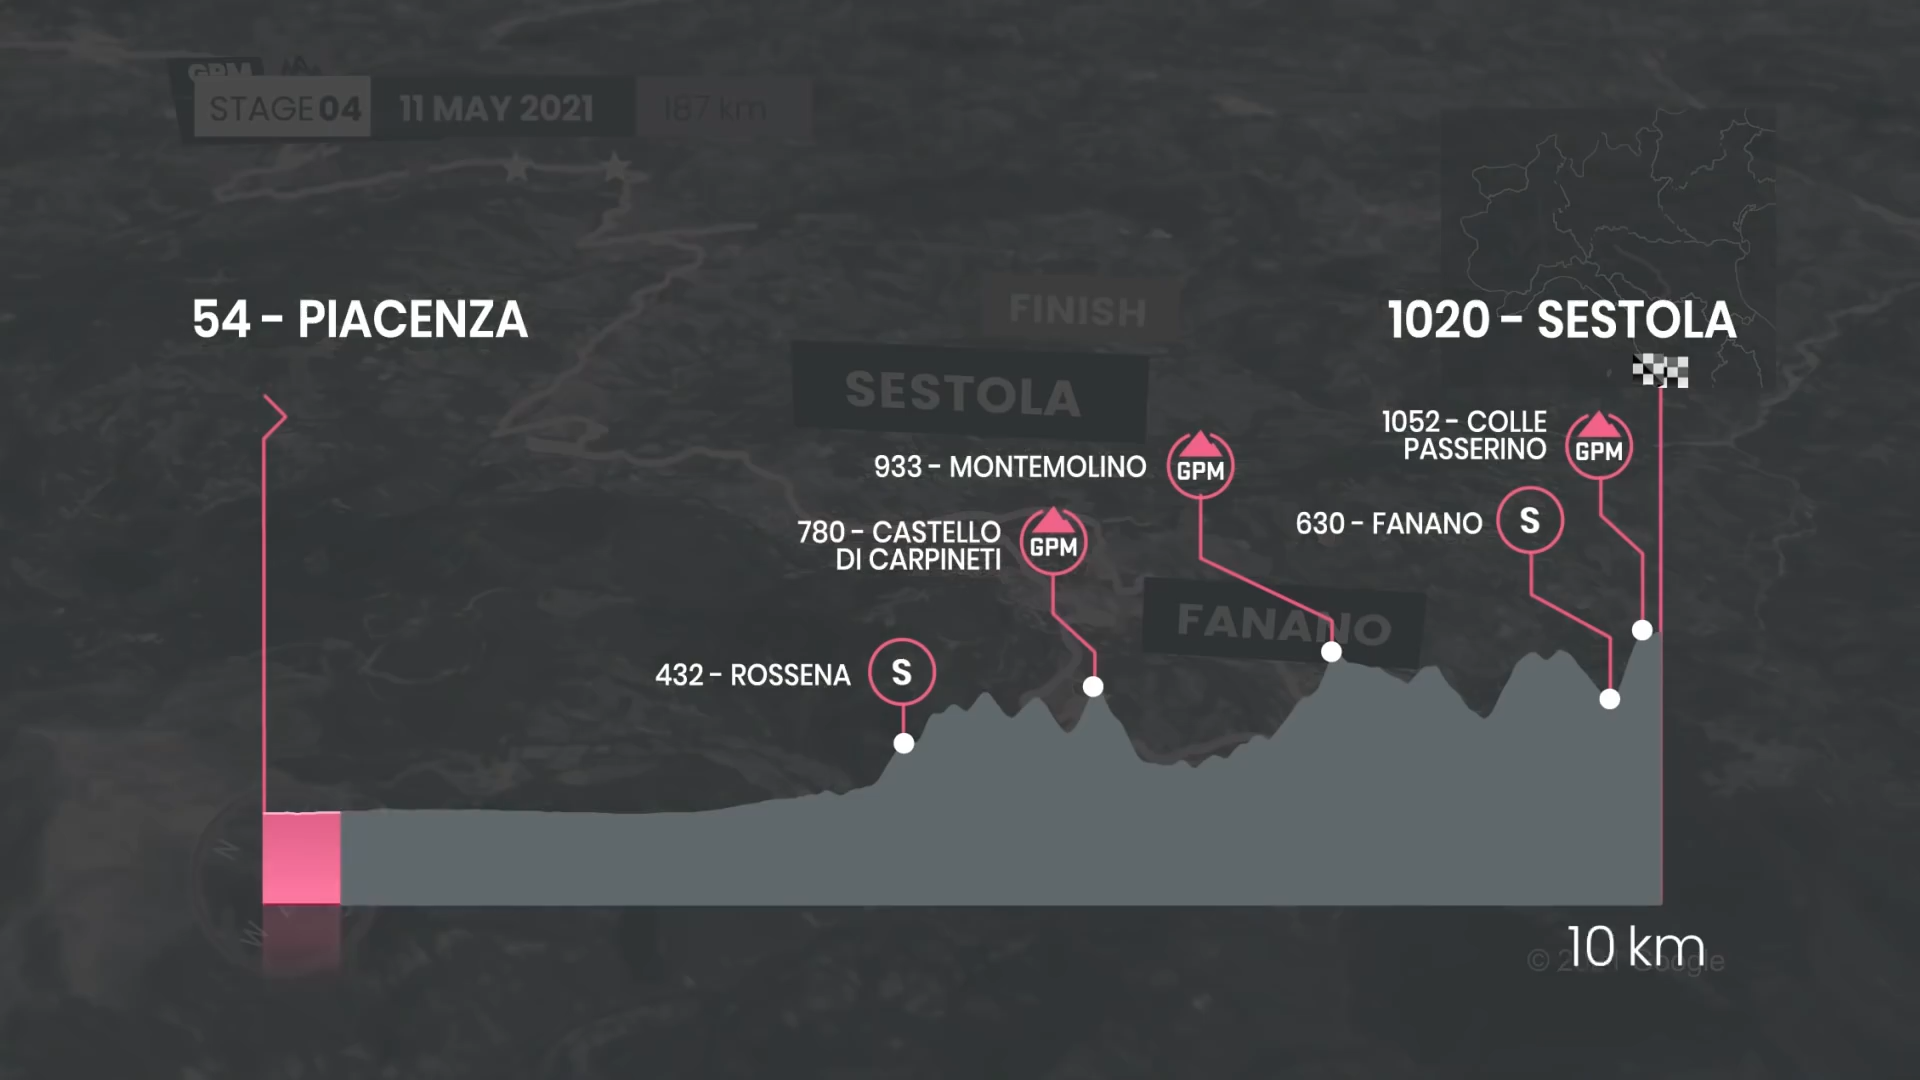 GPM
STAGE 04
11 MAY 2021
187 km
54 - PIACENZA
1020 - SESTOLA
FINISH
SESTOLA
1052 - COLLE
PASSERINO
GPM
933 - MONTEMOLINO
GPM
630 - FANANO
S
780 - CASTELLO
DI CARPINETI
GPM
FANANO
432 - ROSSENA
S
N
W
10 km